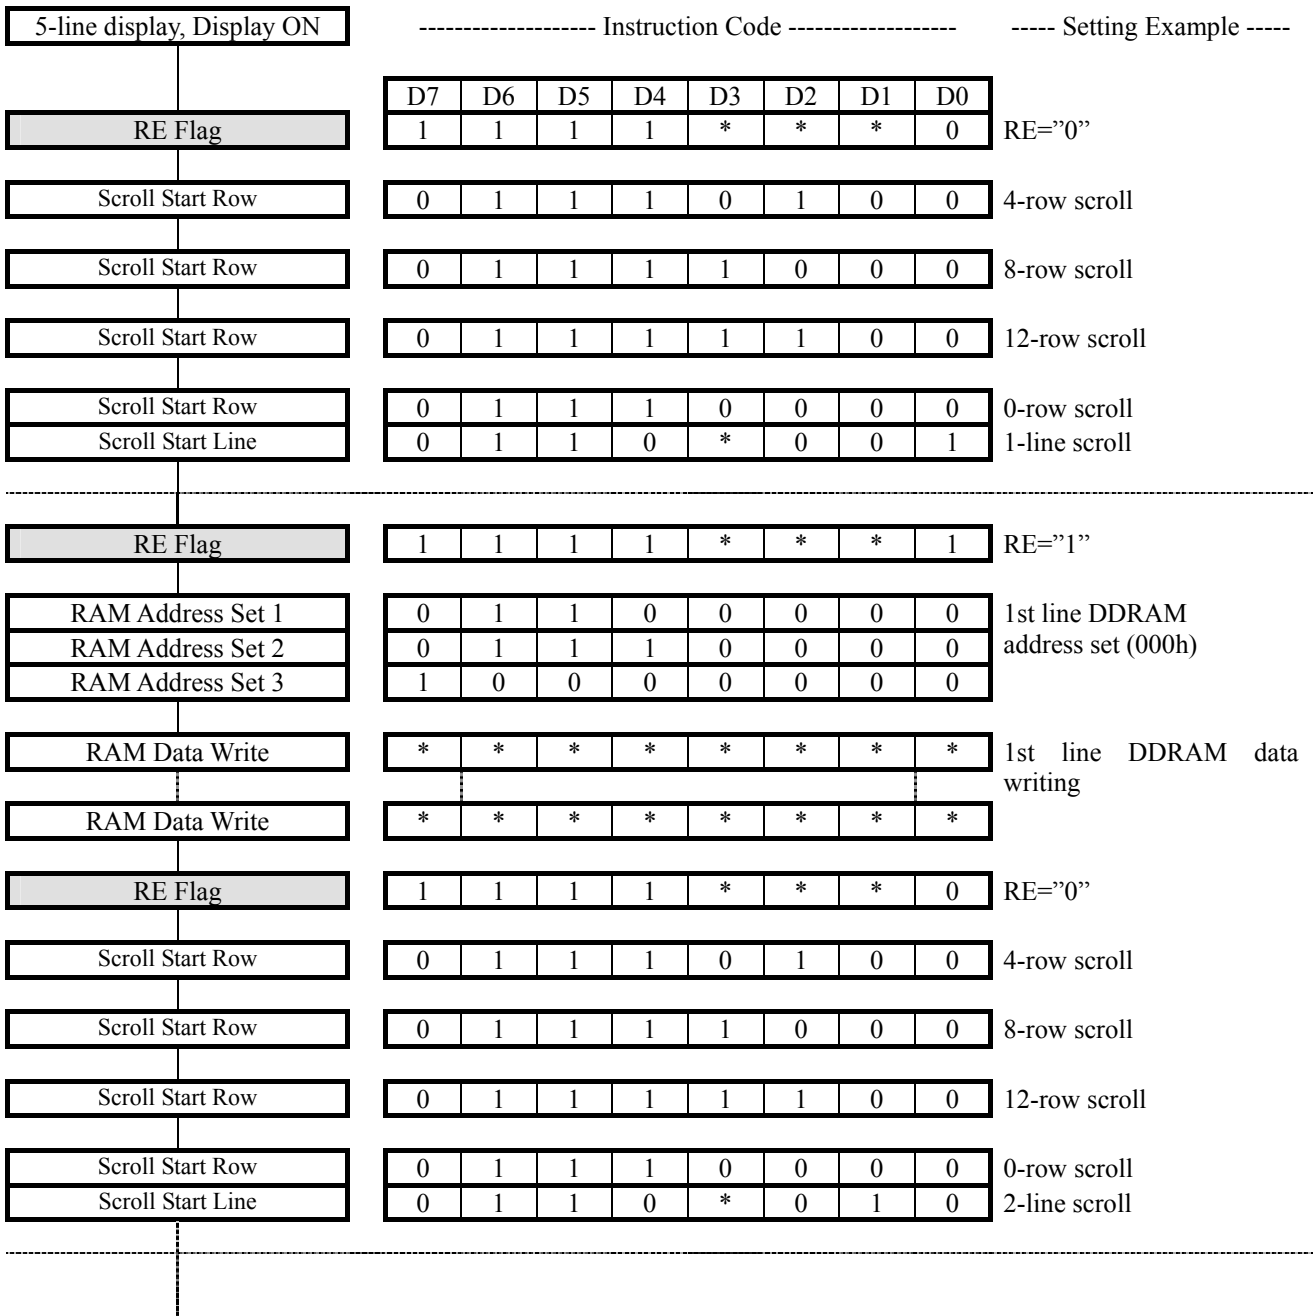 5-line display, Display ON -------------------- Instruction Code ------------------- ----- Setting Example -----
D7 D6 D5 D4 D3 D2 D1 D0
RE Flag 1 1 1 1 * * * 0 RE=”0”
Scroll Start Row 0 1 1 1 0 1 0 0 4-row scroll
Scroll Start Row 0 1 1 1 1 0 0 0 8-row scroll
Scroll Start Row 0 1 1 1 1 1 0 0 12-row scroll
Scroll Start Row 0 1 1 1 0 0 0 0 0-row scroll
Scroll Start Line 0 1 1 0 * 0 0 1 1-line scroll
RE Flag 1 1 1 1 * * * 1 RE=”1”
RAM Address Set 1 0 1 1 0 0 0 0 0 1st line DDRAM
RAM Address Set 2 0 1 1 1 0 0 0 0 address set (000h)
RAM Address Set 3 1 0 0 0 0 0 0 0
RAM Data Write * * * * * * * * 1st line DDRAM data
writing
RAM Data Write * * * * * * * *
RE Flag 1 1 1 1 * * * 0 RE=”0”
Scroll Start Row 0 1 1 1 0 1 0 0 4-row scroll
Scroll Start Row 0 1 1 1 1 0 0 0 8-row scroll
Scroll Start Row 0 1 1 1 1 1 0 0 12-row scroll
Scroll Start Row 0 1 1 1 0 0 0 0 0-row scroll
Scroll Start Line 0 1 1 0 * 0 1 0 2-line scroll